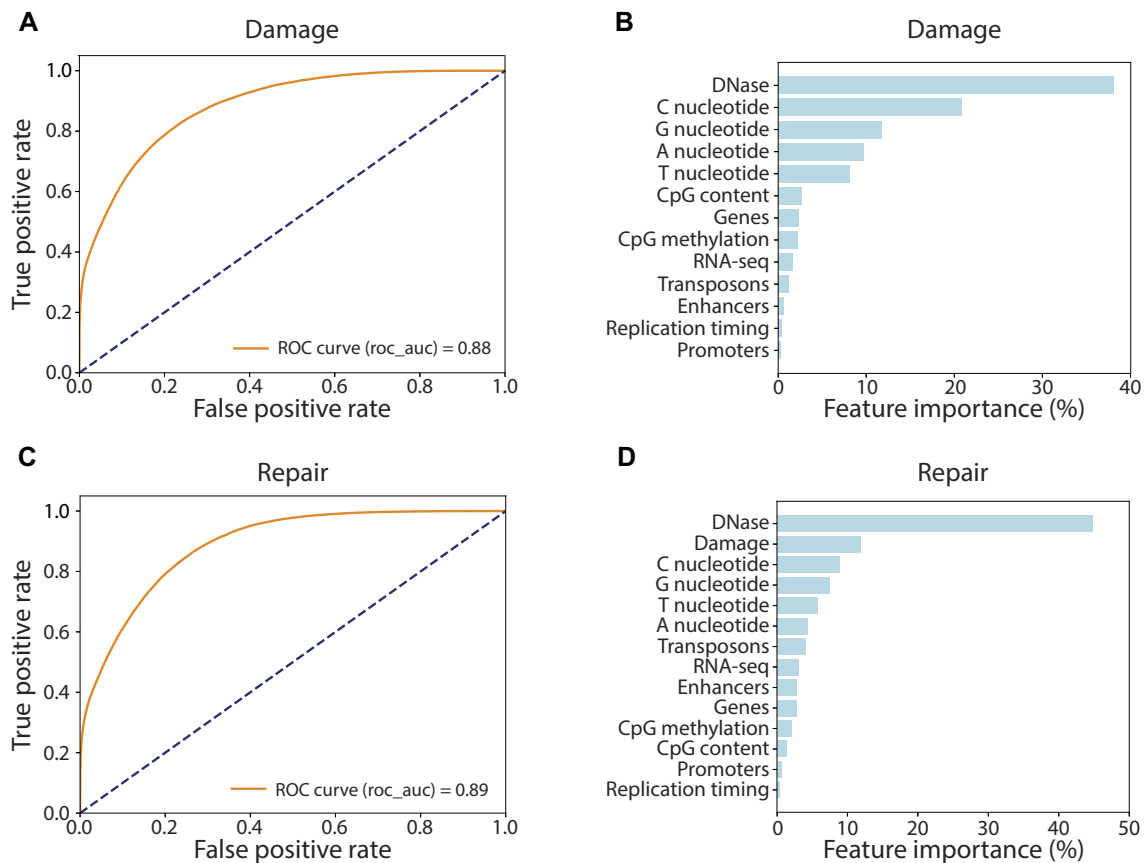 A
Damage
True positive rate
1.0
0.8
0.6
0.4
0.2
0.0
ROC curve (roc_auc) = 0.88
0.0 0.2 0.4 0.6 0.8 1.0
False positive rate
B
Damage
DNase
C nucleotide
G nucleotide
A nucleotide
T nucleotide
CpG content
Genes
CpG methylation
RNA-seq
Transposons
Enhancers
Replication timing
Promoters
0 10 20 30 40
Feature importance (%)
C
Repair
True positive rate
1.0
0.8
0.6
0.4
0.2
0.0
ROC curve (roc_auc) = 0.89
0.0 0.2 0.4 0.6 0.8 1.0
False positive rate
D
Repair
DNase
Damage
C nucleotide
G nucleotide
T nucleotide
A nucleotide
Transposons
RNA-seq
Enhancers
Genes
CpG methylation
CpG content
Promoters
Replication timing
0 10 20 30 40 50
Feature importance (%)